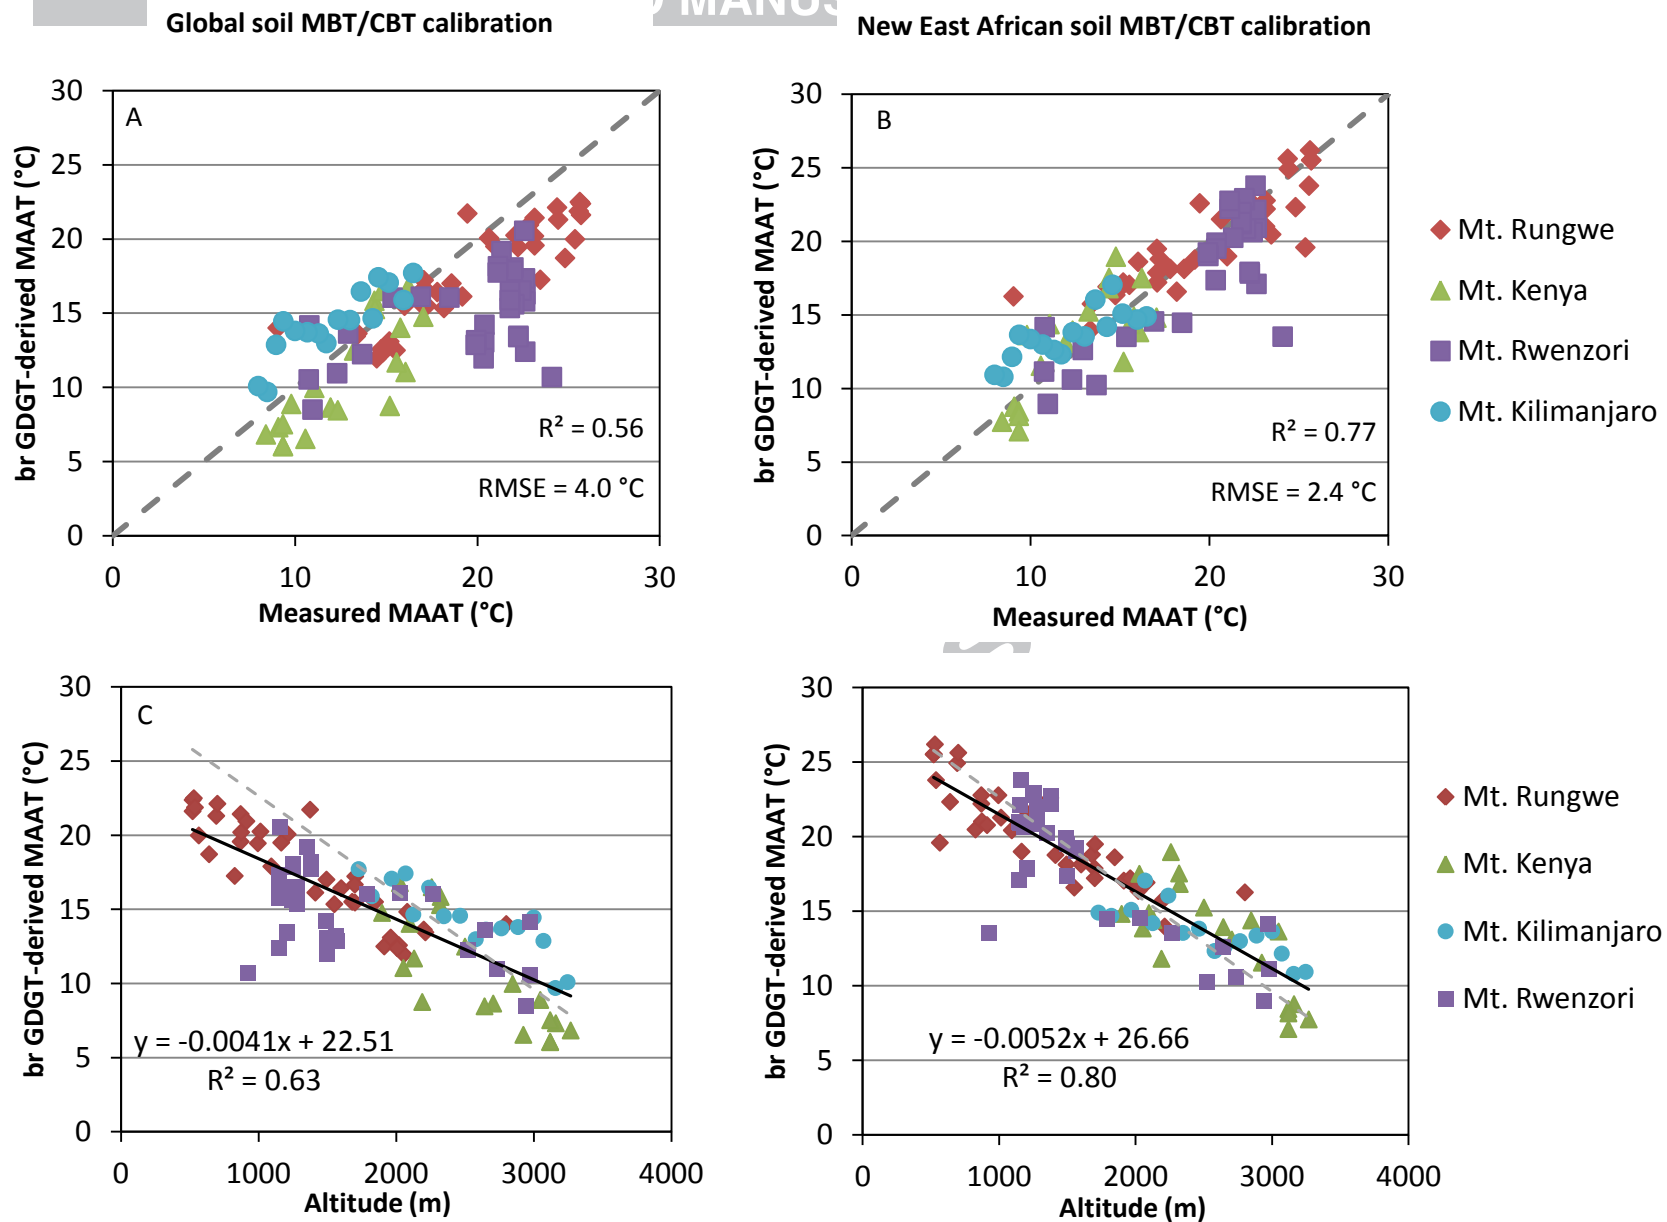 D MANUS
Global soil MBT/CBT calibration
New East African soil MBT/CBT calibration
A
br GDGT-derived MAAT (°C)
30
25
20
15
10
5
0
R² = 0.56
RMSE = 4.0 °C
0 10 20 30
Measured MAAT (°C)
B
br GDGT-derived MAAT (°C)
30
25
20
15
10
5
0
R² = 0.77
RMSE = 2.4 °C
0 10 20 30
Measured MAAT (°C)
Mt. Rungwe
Mt. Kenya
Mt. Rwenzori
Mt. Kilimanjaro
C
br GDGT-derived MAAT (°C)
30
25
20
15
10
5
0
y = -0.0041x + 22.51
R² = 0.63
0 1000 2000 3000 4000
Altitude (m)
br GDGT-derived MAAT (°C)
30
25
20
15
10
5
0
y = -0.0052x + 26.66
R² = 0.80
0 1000 2000 3000 4000
Altitude (m)
Mt. Rungwe
Mt. Kenya
Mt. Kilimanjaro
Mt. Rwenzori